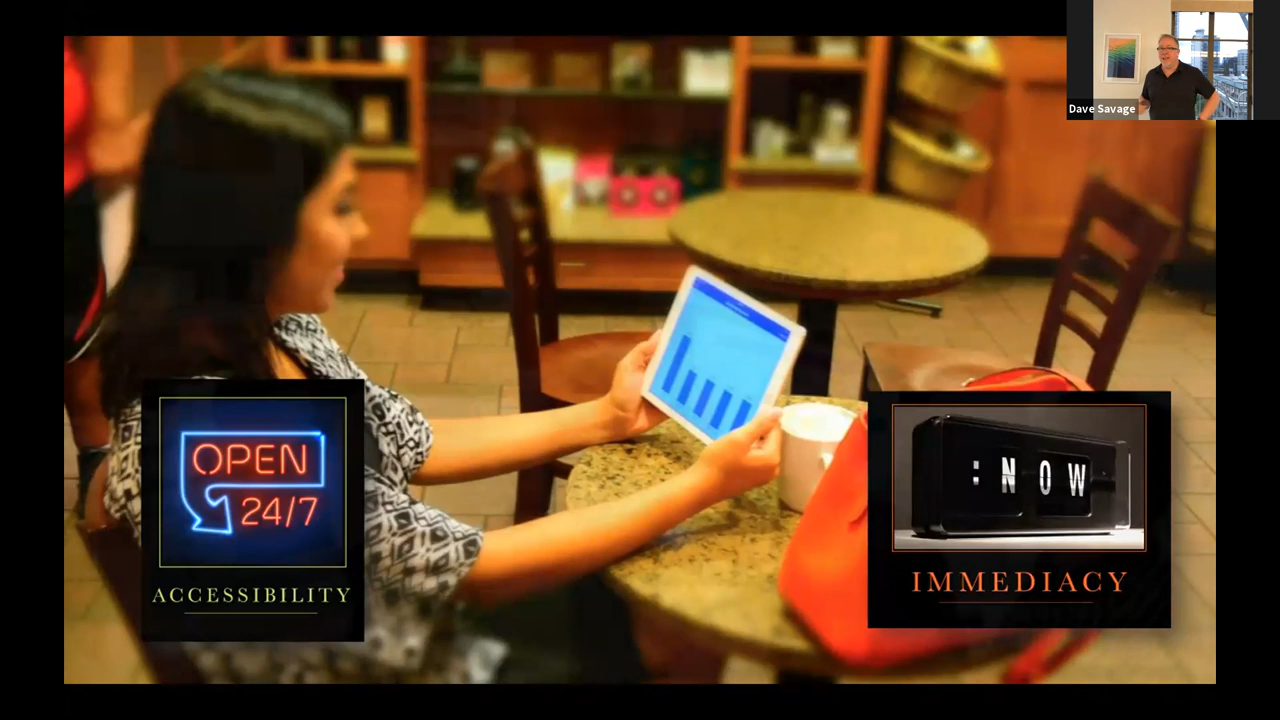 Dave Savage
OPEN
24/7
ACCESSIBILITY
:NOW
IMMEDIACY